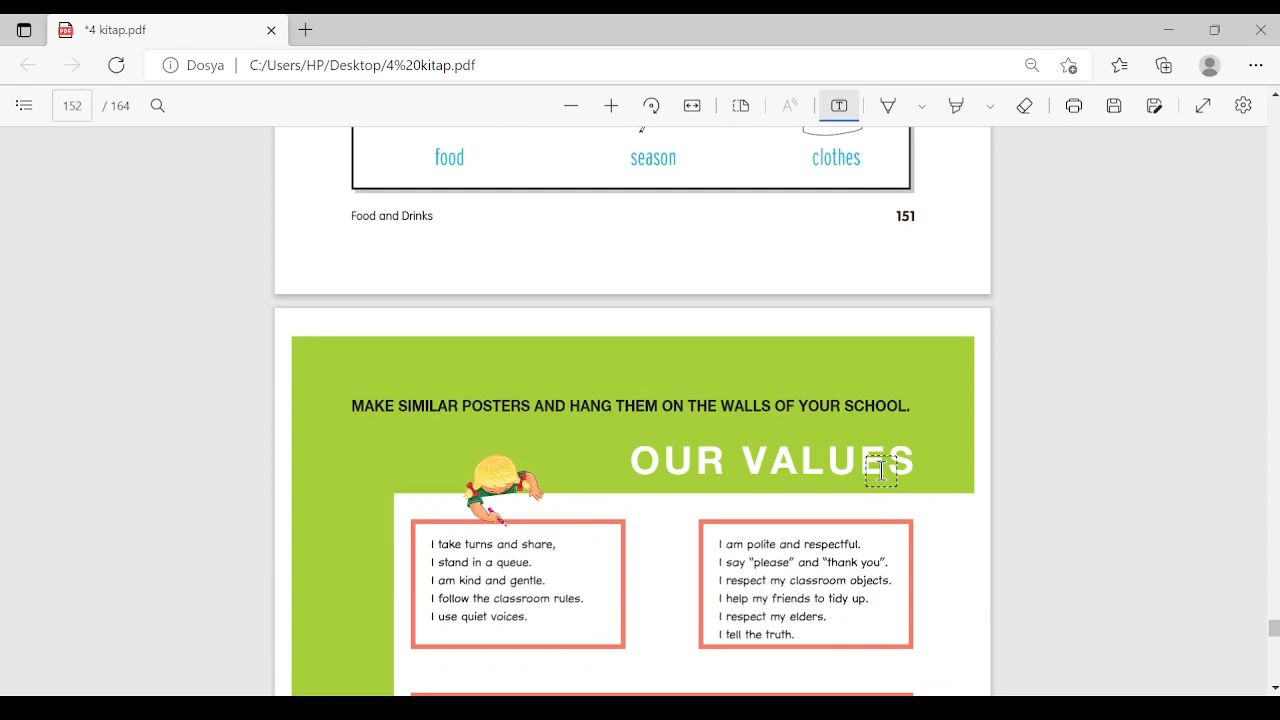 *4 kitap.pdf
Dosya
C:/Users/HP/Desktop/4%20kitap.pdf
152 / 164
food season clothes
Food and Drinks 151
MAKE SIMILAR POSTERS AND HANG THEM ON THE WALLS OF YOUR SCHOOL.
OUR VALUES
I take turns and share,
I stand in a queue.
I am kind and gentle.
I follow the classroom rules.
I use quiet voices.
I am polite and respectful.
I say “please” and “thank you”.
I respect my classroom objects.
I help my friends to tidy up.
I respect my elders.
I tell the truth.